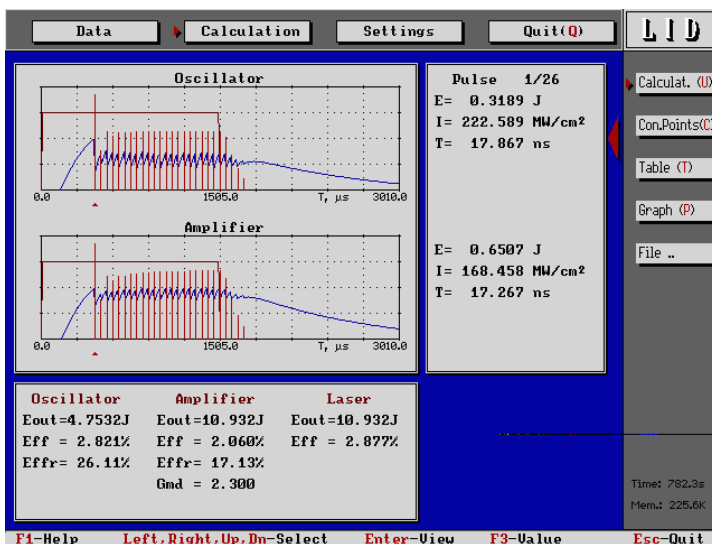 Data Calculation Settings Quit(Q) LID
Oscillator
0.0 1505.0 T, µs 3010.0
Amplifier
0.0 1505.0 T, µs 3010.0
Pulse 1/26
E= 0.3189 J
I= 222.589 MW/cm²
T= 17.867 ns
E= 0.6507 J
I= 168.458 MW/cm²
T= 17.267 ns
Calculat. (U)
Con.Points(C)
Table (T)
Graph (P)
File ..
Oscillator Amplifier Laser
Eout=4.7532J Eout=10.932J Eout=10.932J
Eff = 2.821% Eff = 2.060% Eff = 2.877%
Effr= 26.11% Effr= 17.13%
Gmd = 2.300
Time: 782.3s
Mem.: 225.6K
F1-Help Left,Right,Up,Dn-Select Enter-View F3-Value Esc-Quit